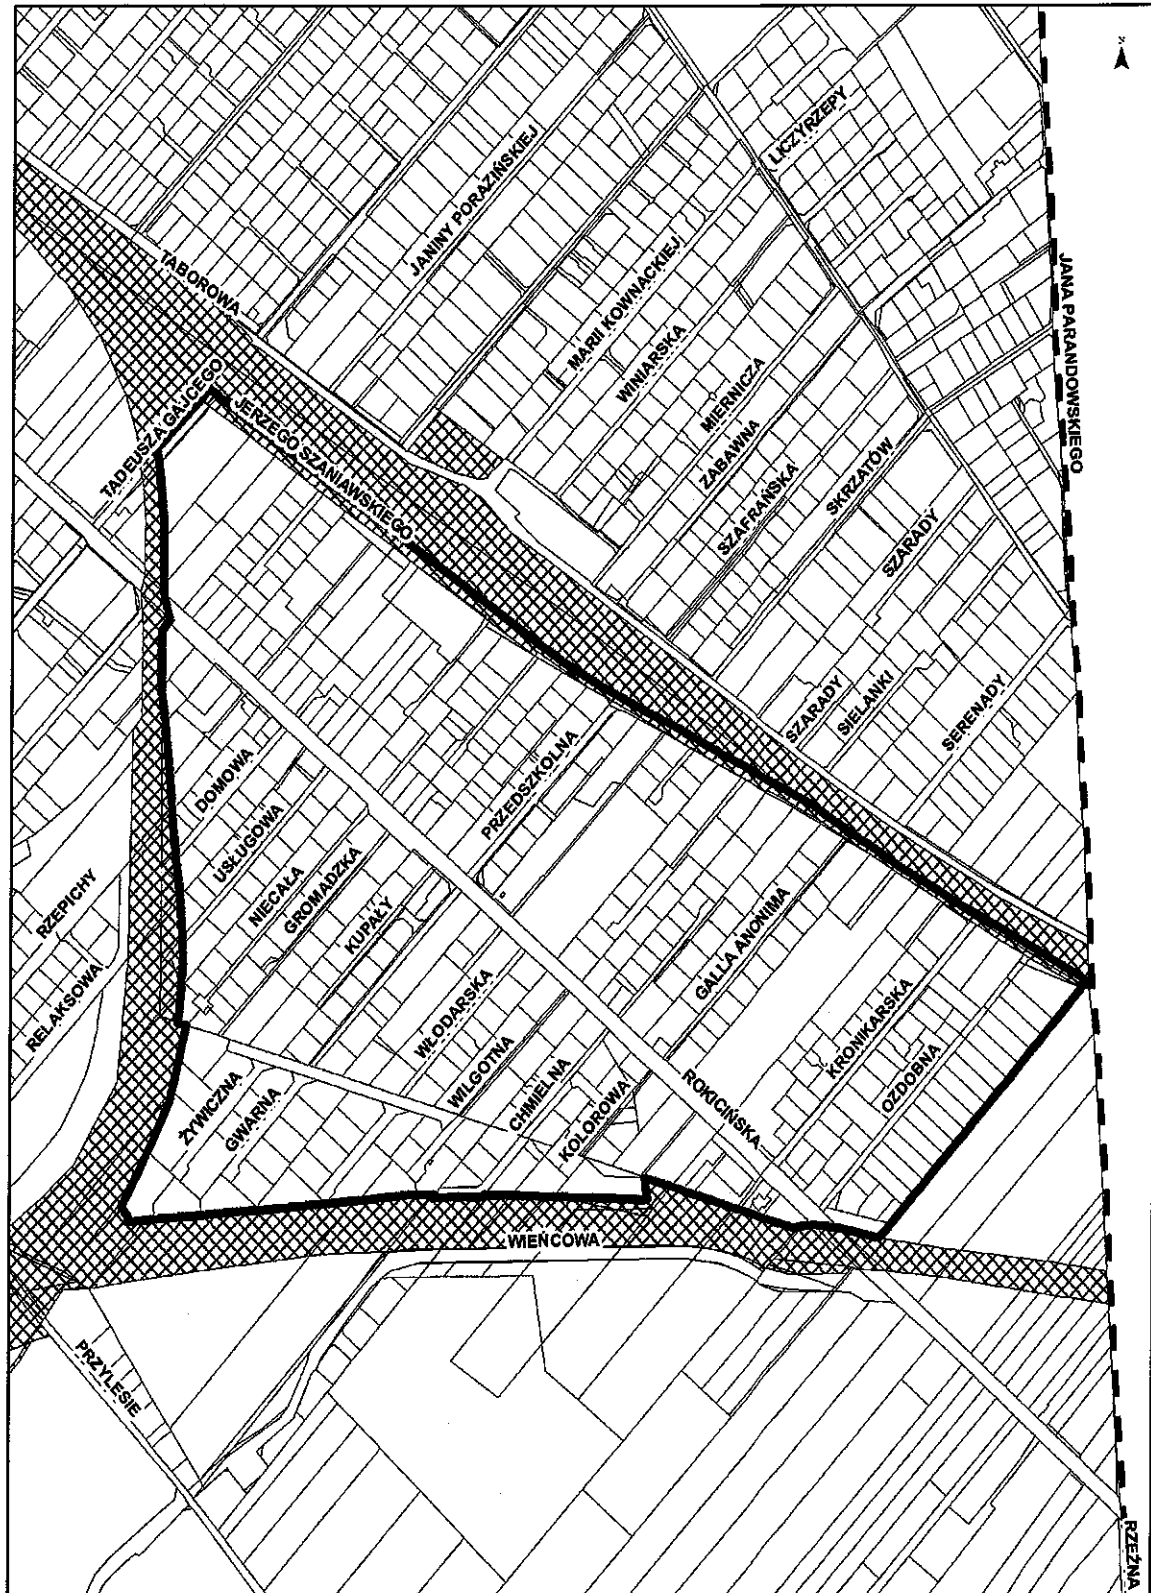 N
LICZYRZEPY
JANINY PORAZIŃSKIEJ
TABOROWA
MARII KOWNACKIEJ
JANA PARANDOWSKIEGO
WINIARSKA
MIERNICZA
TADEUSZA GAJCEGO
JERZEGO SZANIAWSKIEGO
ZABAWNA
SZAFRAŃSKA
SKRZATÓW
SZARADY
SZARADY
SIELANKI
SERENADY
DOMOWA
PRZEDSZKOLNA
USŁUGOWA
NIECAŁA
GROMADZKA
RZEPICHY
KUPAŁY
GALLA ANONIMA
RELAKSOWA
WŁODARSKA
KRONIKARSKA
WILGOTNA
OZDOBNA
ŻYWICZNA
GWARNA
CHMIELNA
KOLOROWA
ROKICIŃSKA
WIEŃCOWA
PRZYLESIE
RZEŹNA